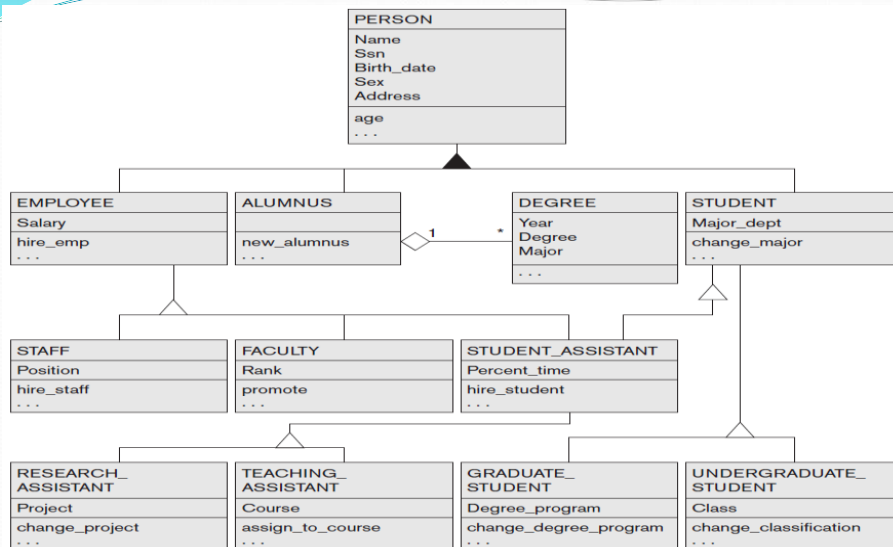 PERSON
Name
Ssn
Birth_date
Sex
Address
age
. . .
EMPLOYEE
Salary
hire_emp
. . .
ALUMNUS
new_alumnus
. . .
1
*
DEGREE
Year
Degree
Major
. . .
STUDENT
Major_dept
change_major
. . .
STAFF
Position
hire_staff
. . .
FACULTY
Rank
promote
. . .
STUDENT_ASSISTANT
Percent_time
hire_student
. . .
RESEARCH_
ASSISTANT
Project
change_project
. . .
TEACHING_
ASSISTANT
Course
assign_to_course
. . .
GRADUATE_
STUDENT
Degree_program
change_degree_program
. . .
UNDERGRADUATE_
STUDENT
Class
change_classification
. . .